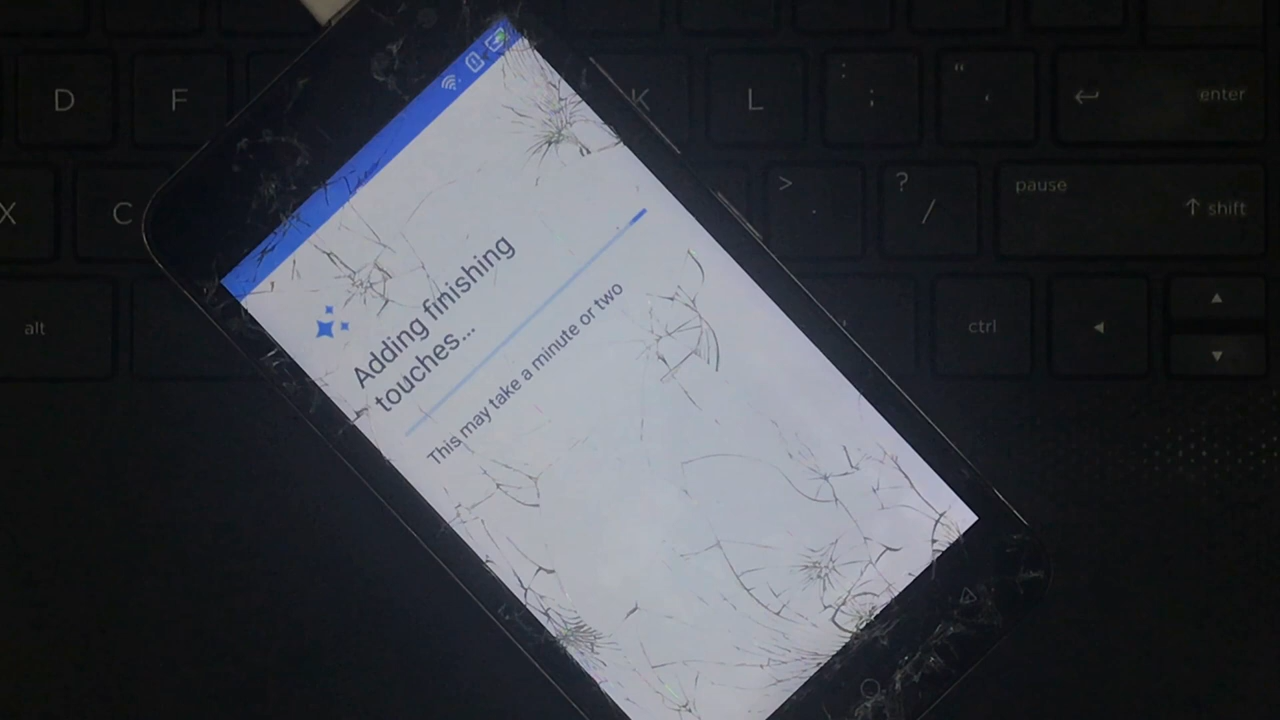 D
F
K
L
:
;
"
'
enter
X
C
>
.
?
/
pause
↑ shift
alt
ctrl
Adding finishing
touches...
This may take a minute or two